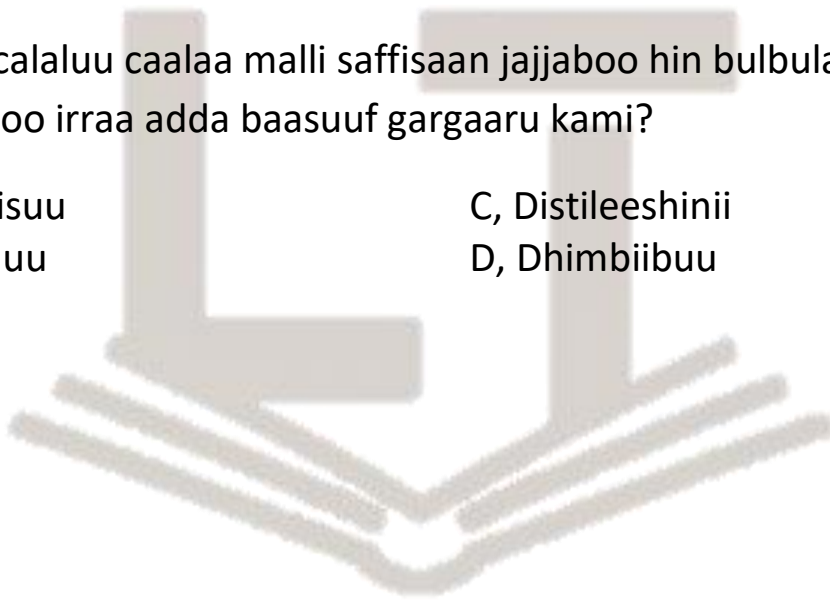 calaluu caalaa malli saffisaan jajjaboo hin bulbula
oo irraa adda baasuuf gargaaru kami?
isuu C, Distileeshinii
uu D, Dhimbiibuu